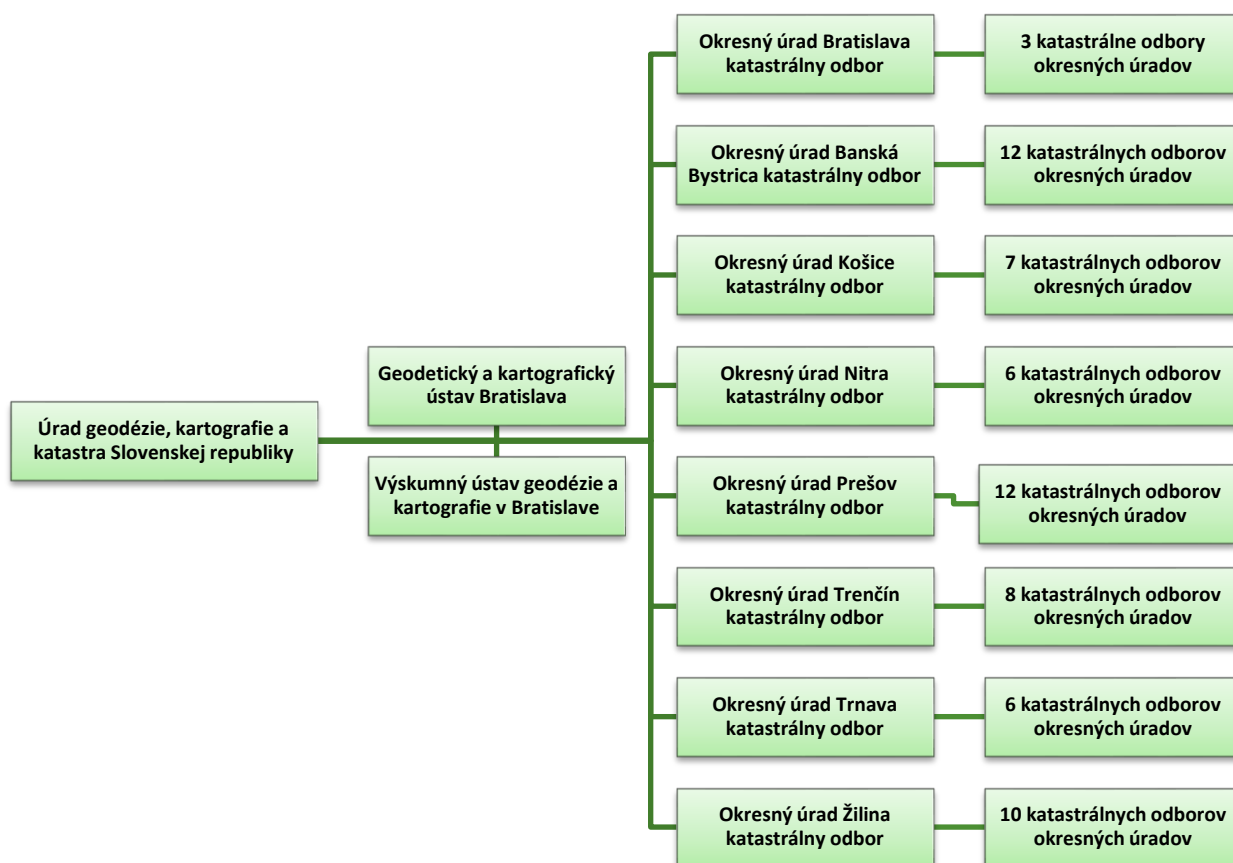 Úrad geodézie, kartografie a
katastra Slovenskej republiky
Geodetický a kartografický
ústav Bratislava
Výskumný ústav geodézie a
kartografie v Bratislave
Okresný úrad Bratislava
katastrálny odbor
3 katastrálne odbory
okresných úradov
Okresný úrad Banská
Bystrica katastrálny odbor
12 katastrálnych odborov
okresných úradov
Okresný úrad Košice
katastrálny odbor
7 katastrálnych odborov
okresných úradov
Okresný úrad Nitra
katastrálny odbor
6 katastrálnych odborov
okresných úradov
Okresný úrad Prešov
katastrálny odbor
12 katastrálnych odborov
okresných úradov
Okresný úrad Trenčín
katastrálny odbor
8 katastrálnych odborov
okresných úradov
Okresný úrad Trnava
katastrálny odbor
6 katastrálnych odborov
okresných úradov
Okresný úrad Žilina
katastrálny odbor
10 katastrálnych odborov
okresných úradov